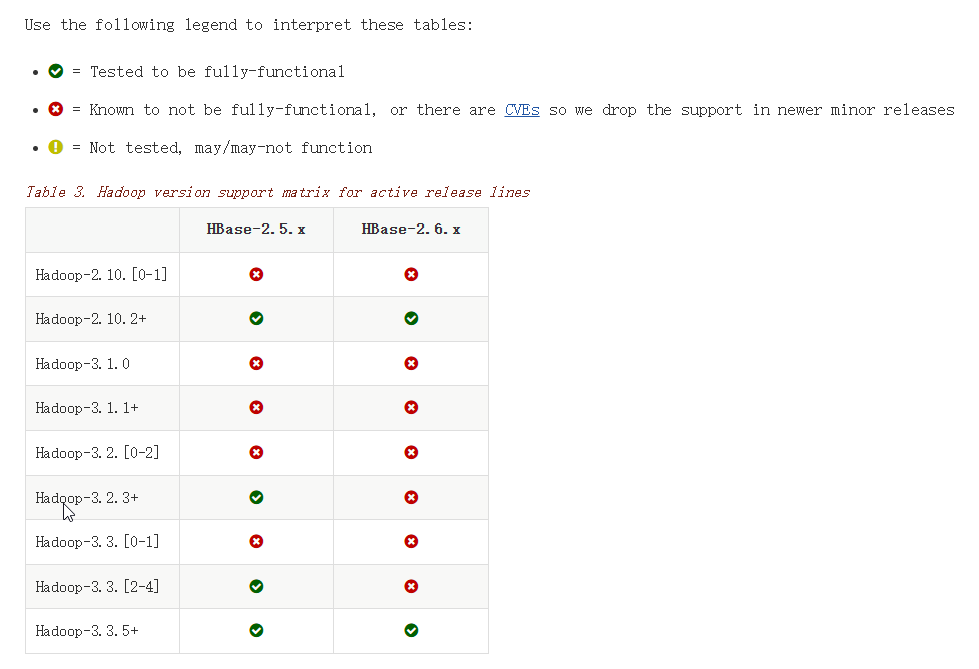 Use the following legend to interpret these tables:
= Tested to be fully-functional
= Known to not be fully-functional, or there are CVEs so we drop the support in newer minor releases
= Not tested, may/may-not function
Table 3. Hadoop version support matrix for active release lines
HBase-2.5.x HBase-2.6.x
Hadoop-2.10.[0-1]
Hadoop-2.10.2+
Hadoop-3.1.0
Hadoop-3.1.1+
Hadoop-3.2.[0-2]
Hadoop-3.2.3+
Hadoop-3.3.[0-1]
Hadoop-3.3.[2-4]
Hadoop-3.3.5+